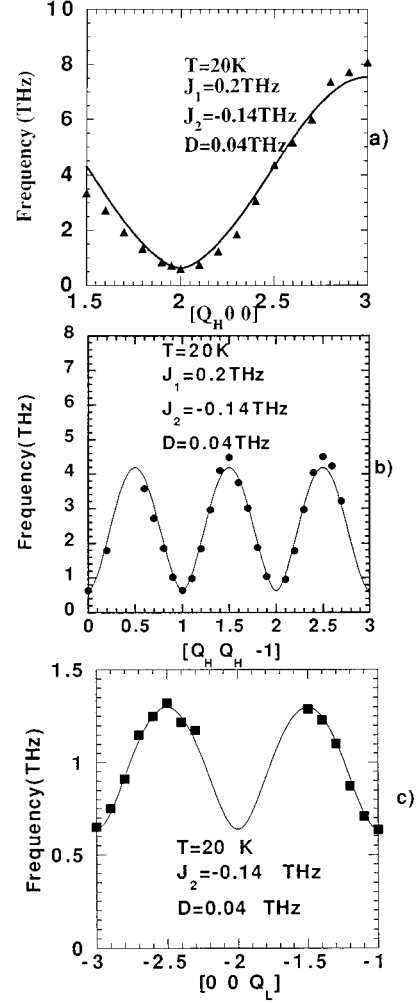 10
8
6
4
2
0
Frequency (THz)
T=20K
J1=0.2THz
J2=-0.14THz
D=0.04THz
a)
1.5 2 2.5 3
[QH 0 0]
8
7
6
5
4
3
2
1
0
Frequency(THz)
T=20K
J1=0.2THz
J2=-0.14THz
D=0.04THz
b)
0 0.5 1 1.5 2 2.5 3
[QH QH -1]
1.5
1
0.5
0
Frequency(THz)
T=20 K
J2=-0.14 THz
D=0.04 THz
c)
-3 -2.5 -2 -1.5 -1
[0 0 QL]